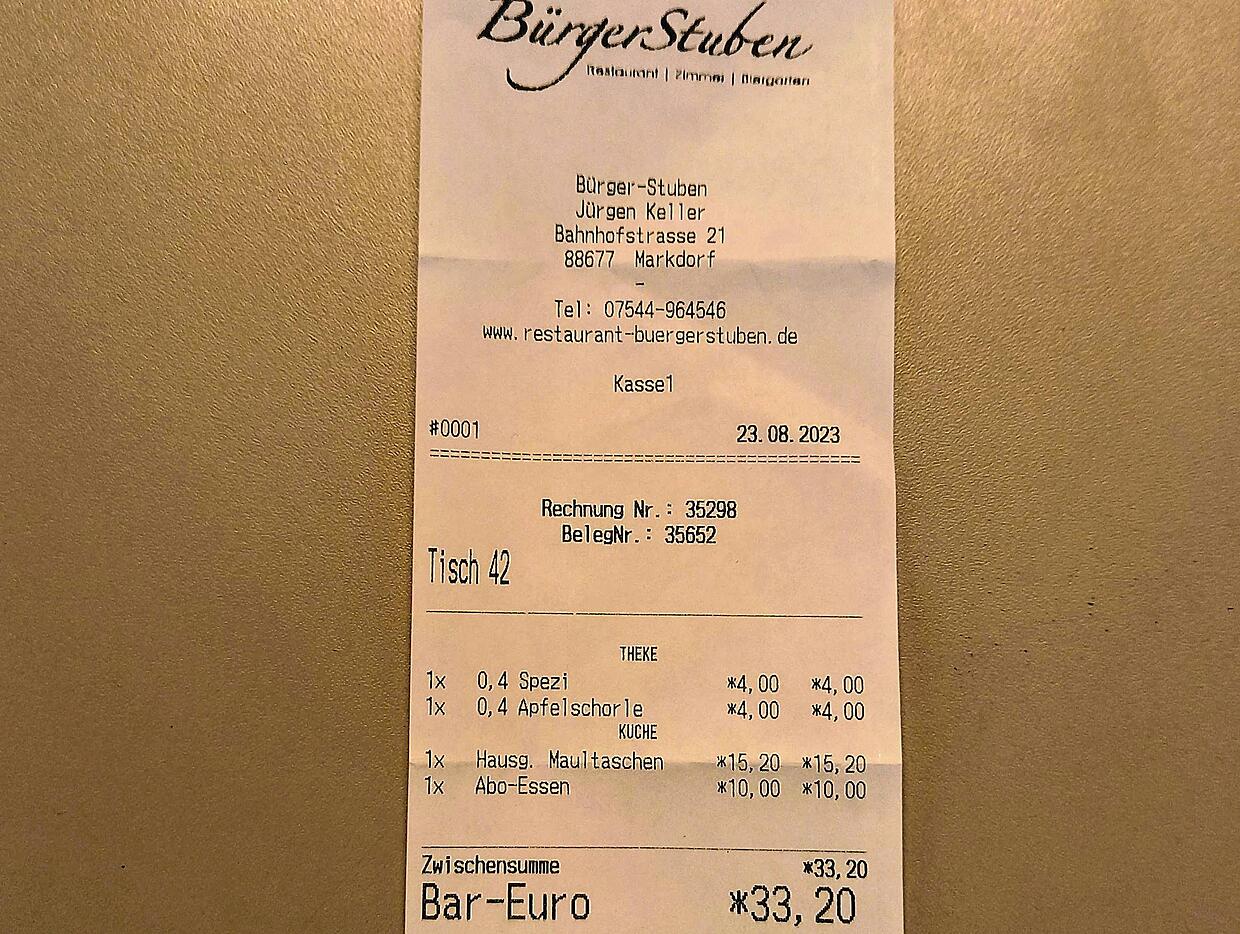 BürgerStuben
Restaurant | Zimmer | Biergarten
Bürger-Stuben
Jürgen Keller
Bahnhofstrasse 21
88677 Markdorf
-
Tel: 07544-964546
www.restaurant-buergerstuben.de
Kasse1
#0001 23.08.2023
============================================
Rechnung Nr.: 35298
BelegNr.: 35652
Tisch 42
THEKE
1x 0,4 Spezi *4,00 *4,00
1x 0,4 Apfelschorle *4,00 *4,00
KÜCHE
1x Hausg. Maultaschen *15,20 *15,20
1x Abo-Essen *10,00 *10,00
Zwischensumme *33,20
Bar-Euro *33,20